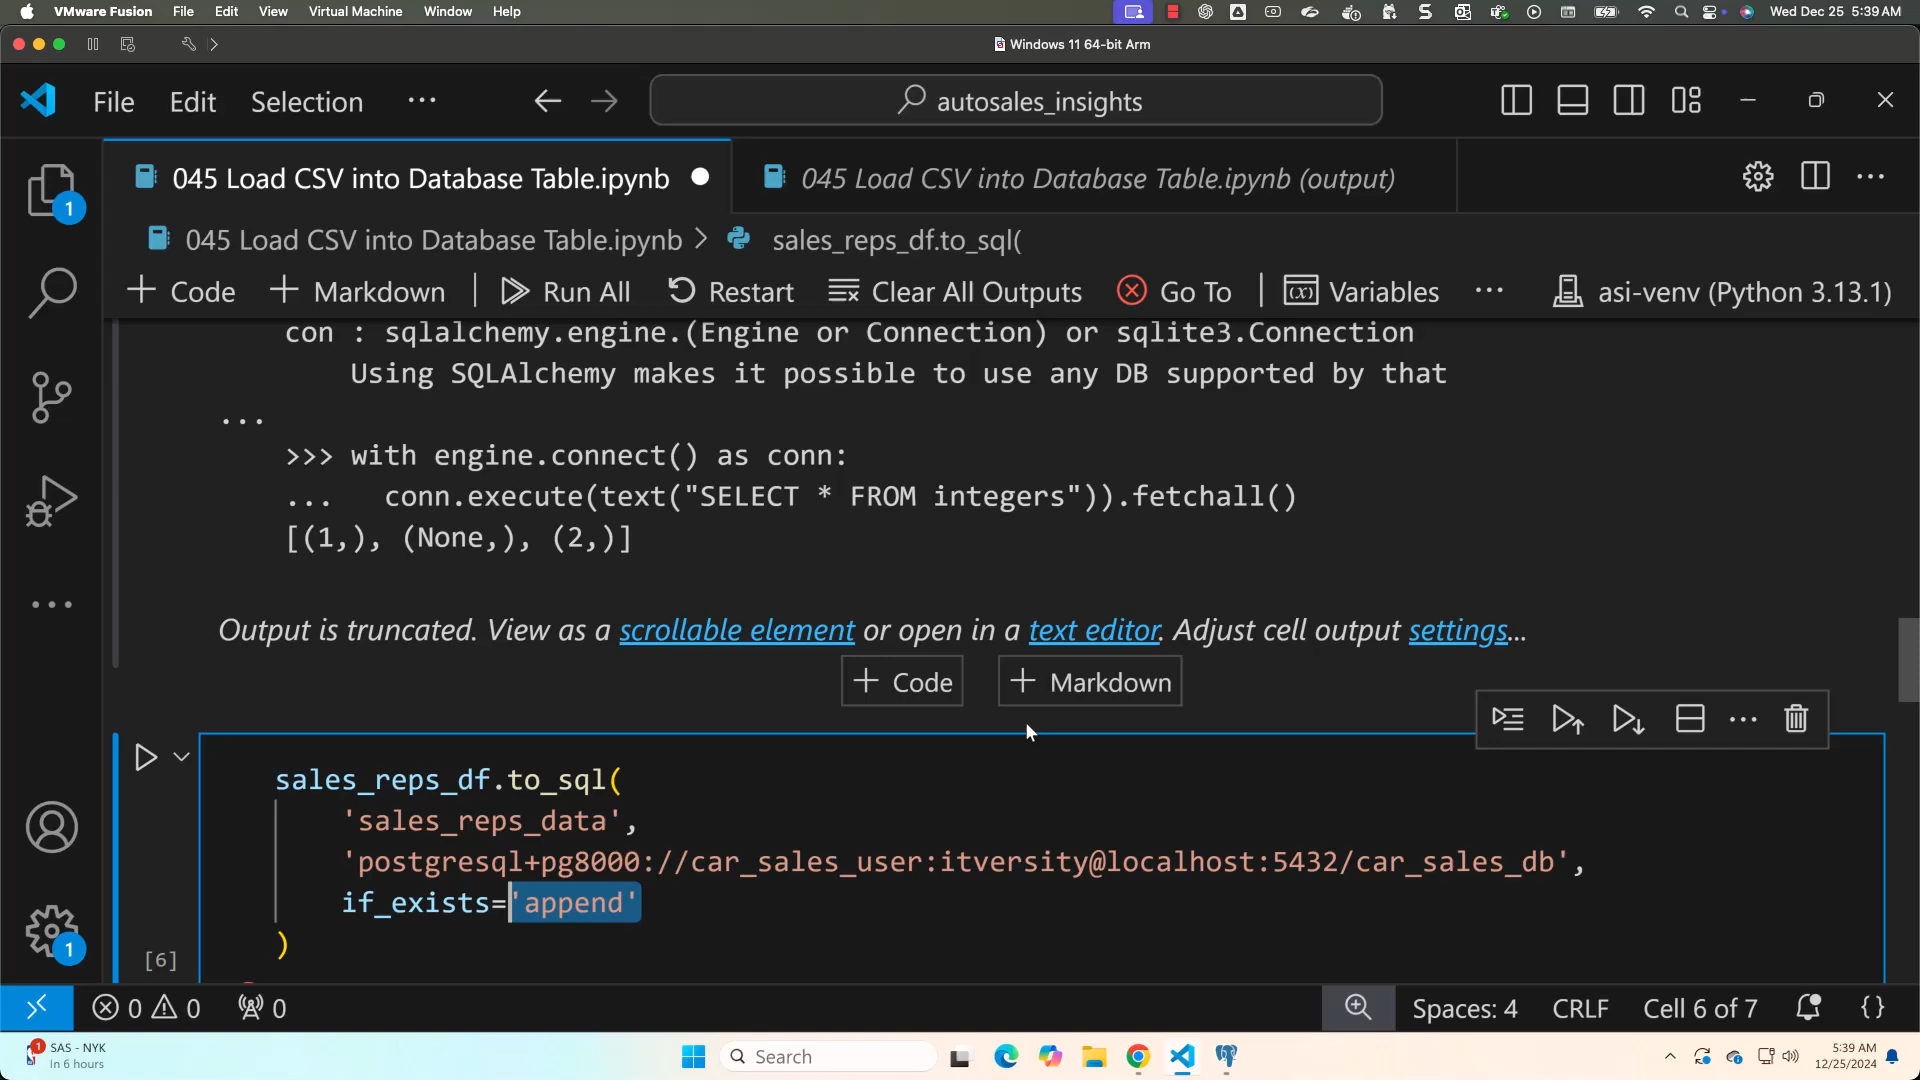 VMware Fusion File Edit View Virtual Machine Window Help Wed Dec 25 5:39 AM
Windows 11 64-bit Arm
File Edit Selection ··· autosales_insights
045 Load CSV into Database Table.ipynb 045 Load CSV into Database Table.ipynb (output)
045 Load CSV into Database Table.ipynb > sales_reps_df.to_sql(
+ Code + Markdown Run All Restart Clear All Outputs Go To Variables ··· asi-venv (Python 3.13.1)
con : sqlalchemy.engine.(Engine or Connection) or sqlite3.Connection
Using SQLAlchemy makes it possible to use any DB supported by that
...
>>> with engine.connect() as conn:
... conn.execute(text("SELECT * FROM integers")).fetchall()
[(1,), (None,), (2,)]
Output is truncated. View as a scrollable element or open in a text editor. Adjust cell output settings...
+ Code + Markdown
sales_reps_df.to_sql(
'sales_reps_data',
'postgresql+pg8000://car_sales_user:itversity@localhost:5432/car_sales_db',
if_exists='append'
)
[6]
1
1
0 0 0 Spaces: 4 CRLF Cell 6 of 7 {}
1 SAS - NYK
In 6 hours
Search
5:39 AM
12/25/2024